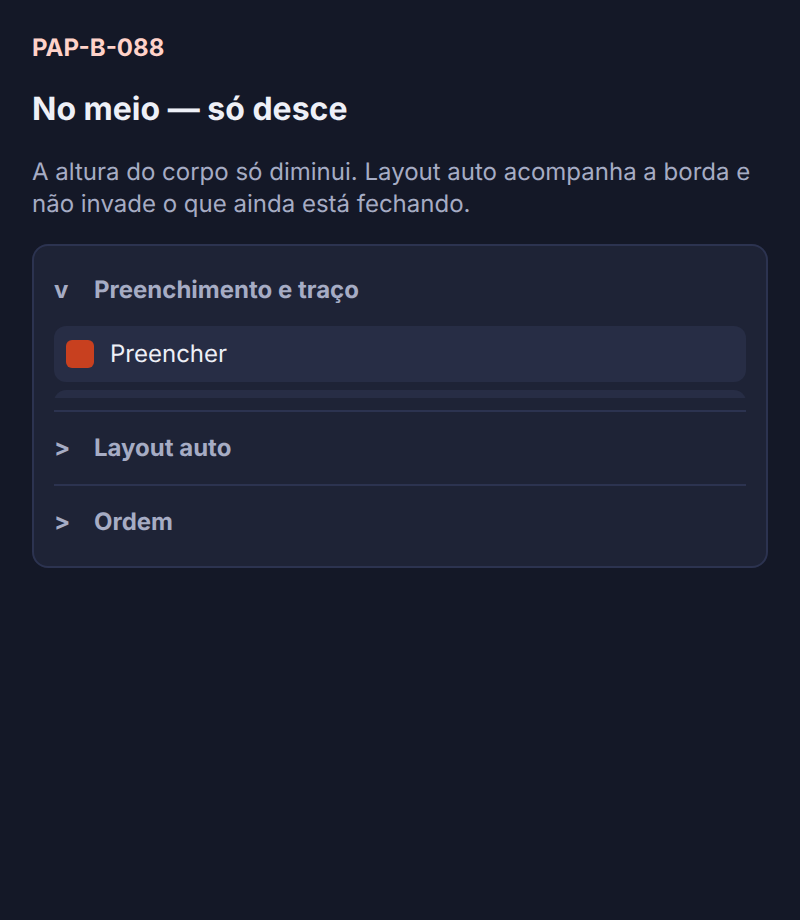 PAP-B-088
No meio — só desce
A altura do corpo só diminui. Layout auto acompanha a borda e
não invade o que ainda está fechando.
v Preenchimento e traço
Preencher
> Layout auto
> Ordem